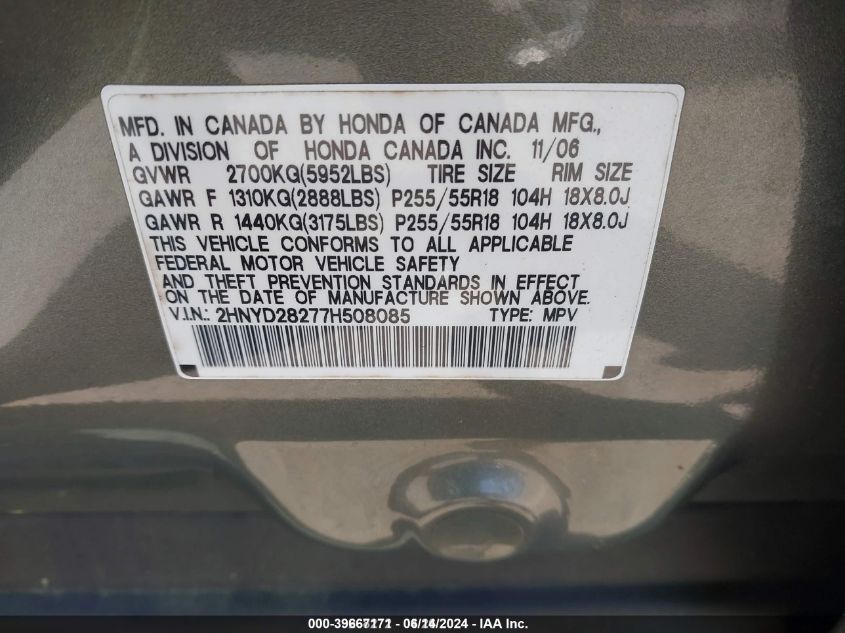 MFD. IN CANADA BY HONDA OF CANADA MFG.,
A DIVISION OF HONDA CANADA INC. 11/06
GVWR 2700KG(5952LBS) TIRE SIZE RIM SIZE
GAWR F 1310KG(2888LBS) P255/55R18 104H 18X8.0J
GAWR R 1440KG(3175LBS) P255/55R18 104H 18X8.0J
THIS VEHICLE CONFORMS TO ALL APPLICABLE
FEDERAL MOTOR VEHICLE SAFETY
AND THEFT PREVENTION STANDARDS IN EFFECT
ON THE DATE OF MANUFACTURE SHOWN ABOVE.
V.I.N.: 2HNYD28277H508085 TYPE: MPV
- IAA Inc.